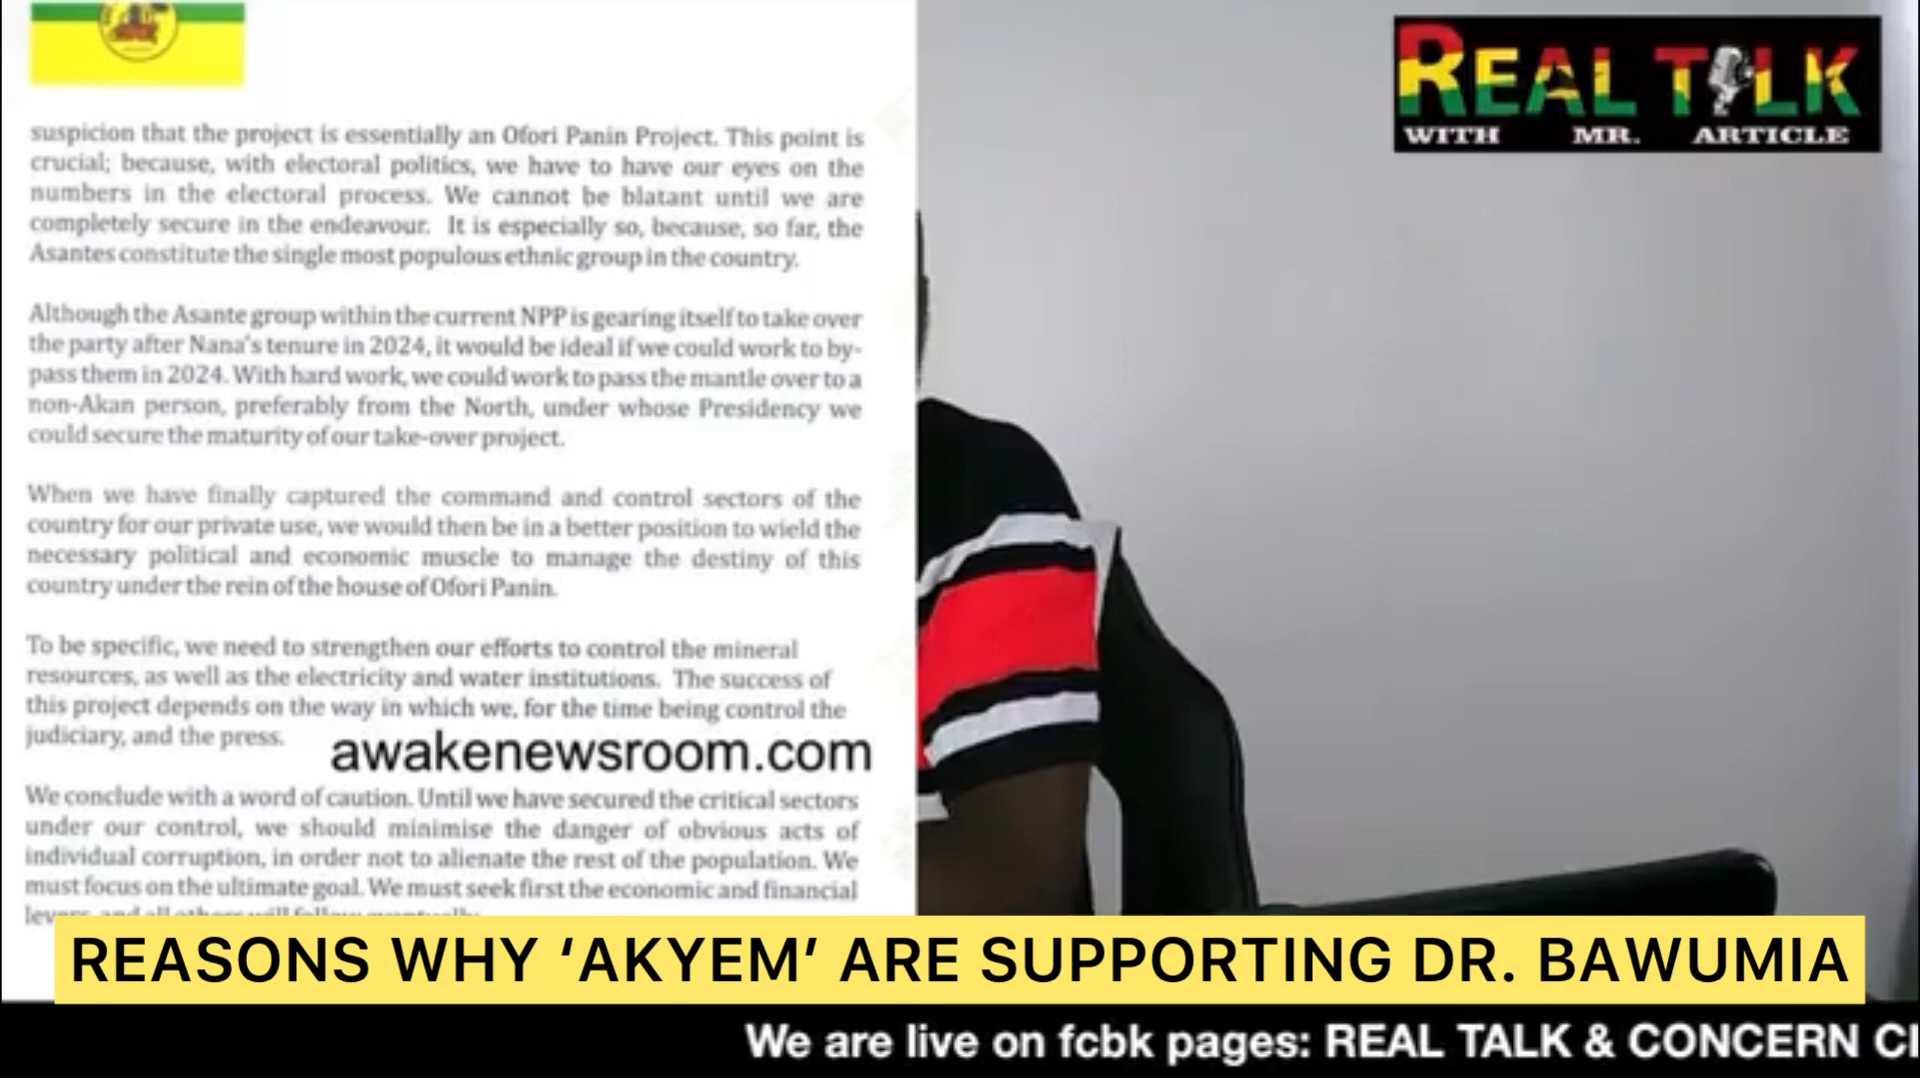 suspicion that the project is essentially an Ofori Panin Project. This point is
crucial; because, with electoral politics, we have to have our eyes on the
numbers in the electoral process. We cannot be blatant until we are
completely secure in the endeavour. It is especially so, because, so far, the
Asantes constitute the single most populous ethnic group in the country.
Although the Asante group within the current NPP is gearing itself to take over
the party after Nana's tenure in 2024, it would be ideal if we could work to by-
pass them in 2024. With hard work, we could work to pass the mantle over to a
non-Akan person, preferably from the North, under whose Presidency we
could secure the maturity of our take-over project.
When we have finally captured the command and control sectors of the
country for our private use, we would then be in a better position to wield the
necessary political and economic muscle to manage the destiny of this
country under the rein of the house of Ofori Panin.
To be specific, we need to strengthen our efforts to control the mineral
resources, as well as the electricity and water institutions. The success of
this project depends on the way in which we, for the time being control the
judiciary, and the press.
awakenewsroom.com
We conclude with a word of caution. Until we have secured the critical sectors
under our control, we should minimise the danger of obvious acts of
individual corruption, in order not to alienate the rest of the population. We
must focus on the ultimate goal. We must seek first the economic and financial
REAL TALK
WITH MR. ARTICLE
REASONS WHY ‘AKYEM’ ARE SUPPORTING DR. BAWUMIA
We are live on fcbk pages: REAL TALK & CONCERN CI